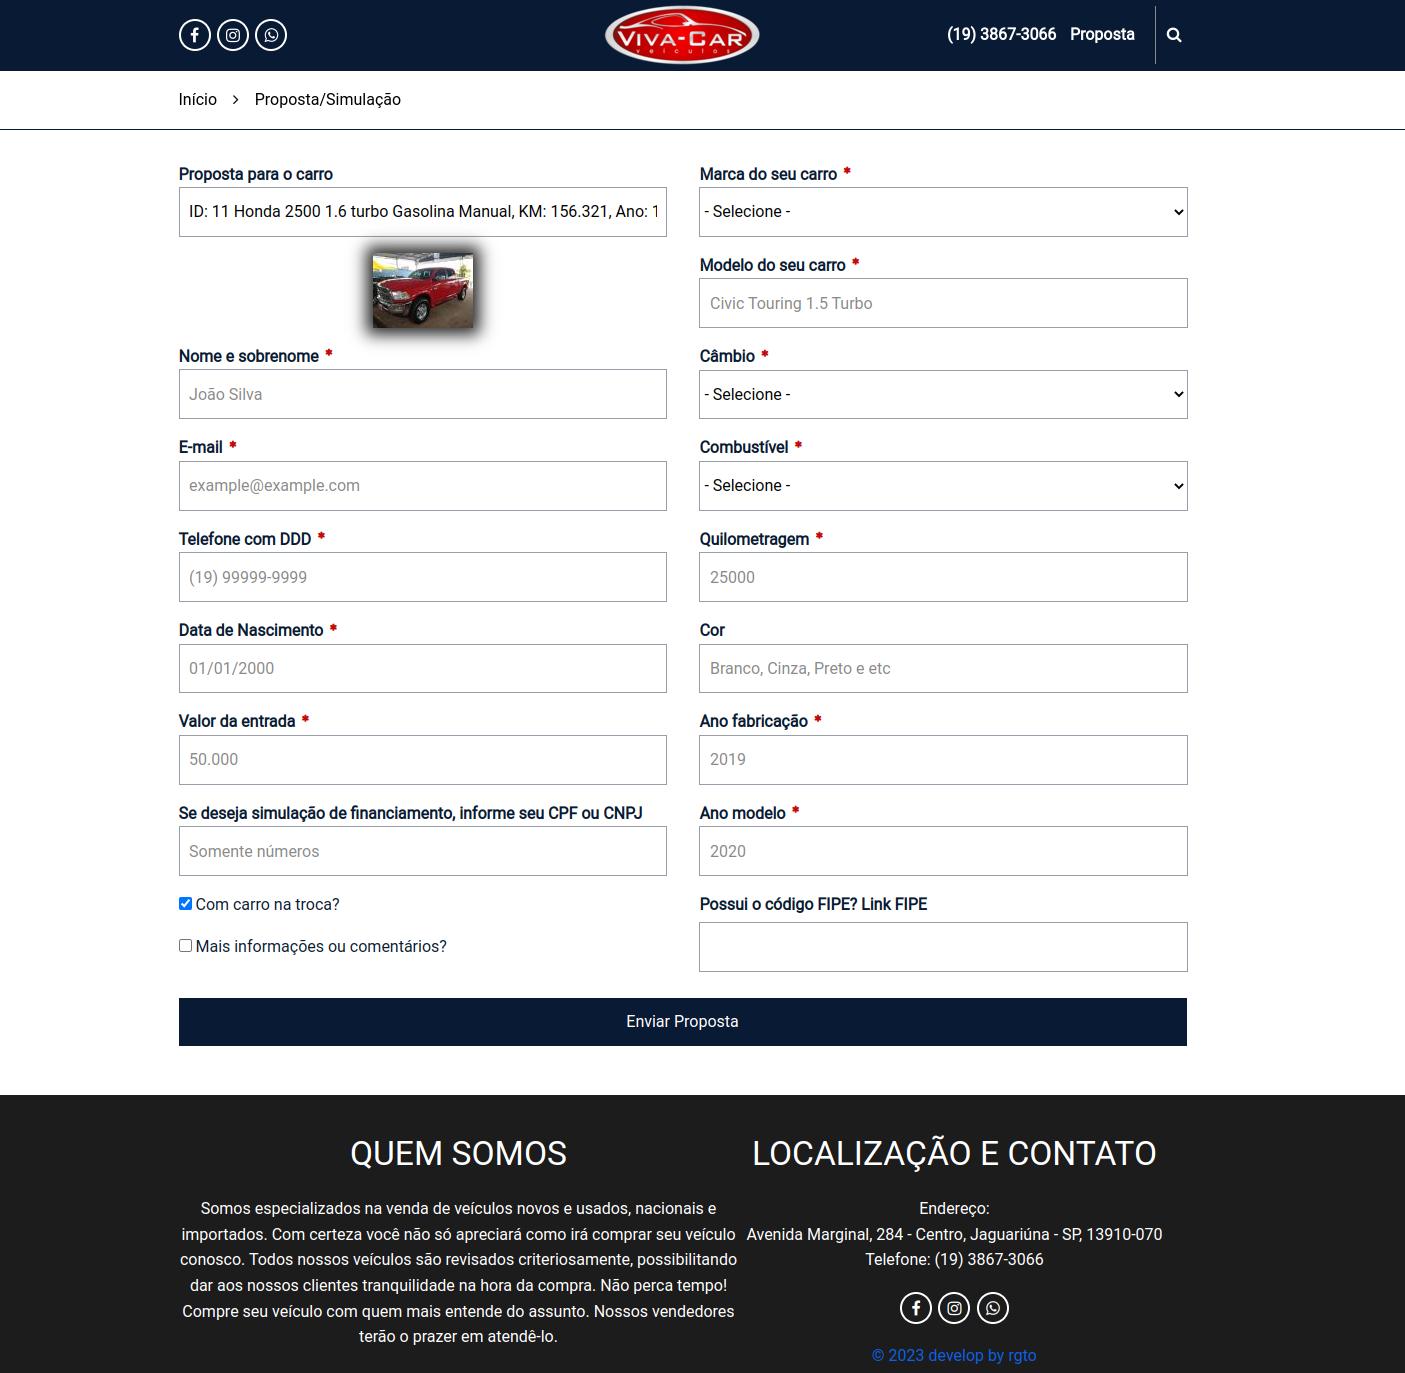 VIVA-CAR
veículos
(19) 3867-3066 Proposta
Início > Proposta/Simulação
Proposta para o carro
ID: 11 Honda 2500 1.6 turbo Gasolina Manual, KM: 156.321, Ano: 1
Nome e sobrenome *
João Silva
E-mail *
example@example.com
Telefone com DDD *
(19) 99999-9999
Data de Nascimento *
01/01/2000
Valor da entrada *
50.000
Se deseja simulação de financiamento, informe seu CPF ou CNPJ
Somente números
Com carro na troca?
Mais informações ou comentários?
Marca do seu carro *
- Selecione -
Modelo do seu carro *
Civic Touring 1.5 Turbo
Câmbio *
- Selecione -
Combustível *
- Selecione -
Quilometragem *
25000
Cor
Branco, Cinza, Preto e etc
Ano fabricação *
2019
Ano modelo *
2020
Possui o código FIPE? Link FIPE
Enviar Proposta
QUEM SOMOS
Somos especializados na venda de veículos novos e usados, nacionais e
importados. Com certeza você não só apreciará como irá comprar seu veículo
conosco. Todos nossos veículos são revisados criteriosamente, possibilitando
dar aos nossos clientes tranquilidade na hora da compra. Não perca tempo!
Compre seu veículo com quem mais entende do assunto. Nossos vendedores
terão o prazer em atendê-lo.
LOCALIZAÇÃO E CONTATO
Endereço:
Avenida Marginal, 284 - Centro, Jaguariúna - SP, 13910-070
Telefone: (19) 3867-3066
© 2023 develop by rgto